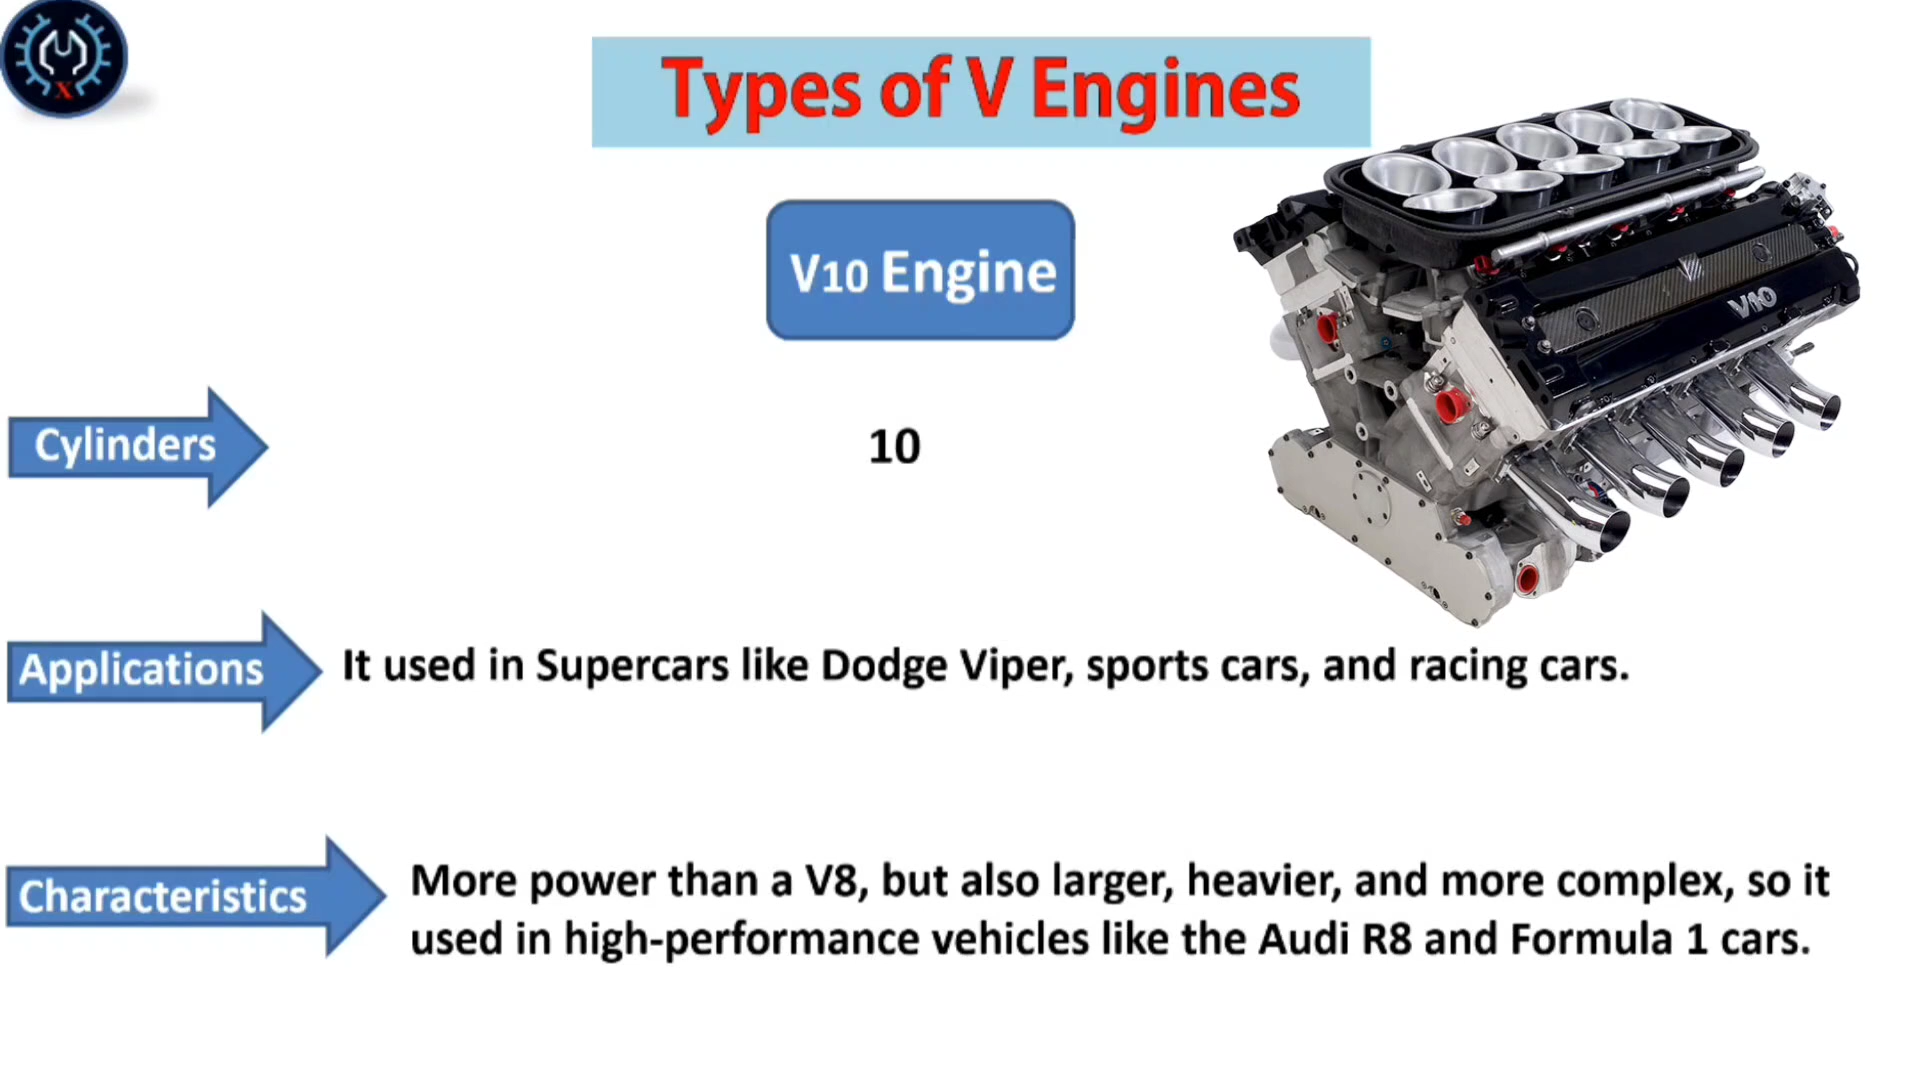 X
Types of V Engines
V10 Engine
V10
Cylinders
10
Applications
It used in Supercars like Dodge Viper, sports cars, and racing cars.
Characteristics
More power than a V8, but also larger, heavier, and more complex, so it
used in high-performance vehicles like the Audi R8 and Formula 1 cars.